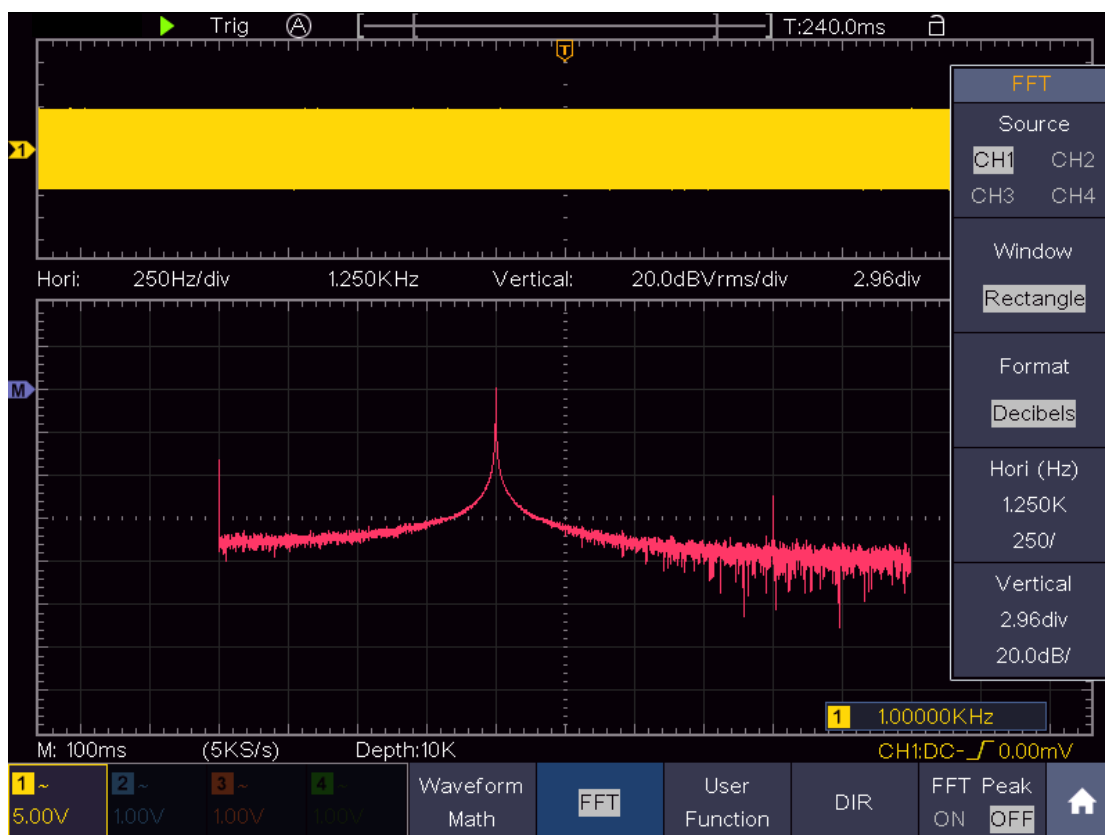 Trig A T:240.0ms
T
1
FFT
Source
CH1 CH2
CH3 CH4
Window
Rectangle
Format
Decibels
Hori (Hz)
1.250K
250/
Vertical
2.96div
20.0dB/
Hori: 250Hz/div 1.250KHz Vertical: 20.0dBVrms/div 2.96div
M
1 1.00000KHz
M: 100ms (5KS/s) Depth:10K CH1:DC- 0.00mV
1 ~ 2 ~ 3 ~ 4 ~
5.00V 1.00V 1.00V 1.00V
Waveform
Math
FFT
User
Function
DIR
FFT Peak
ON OFF